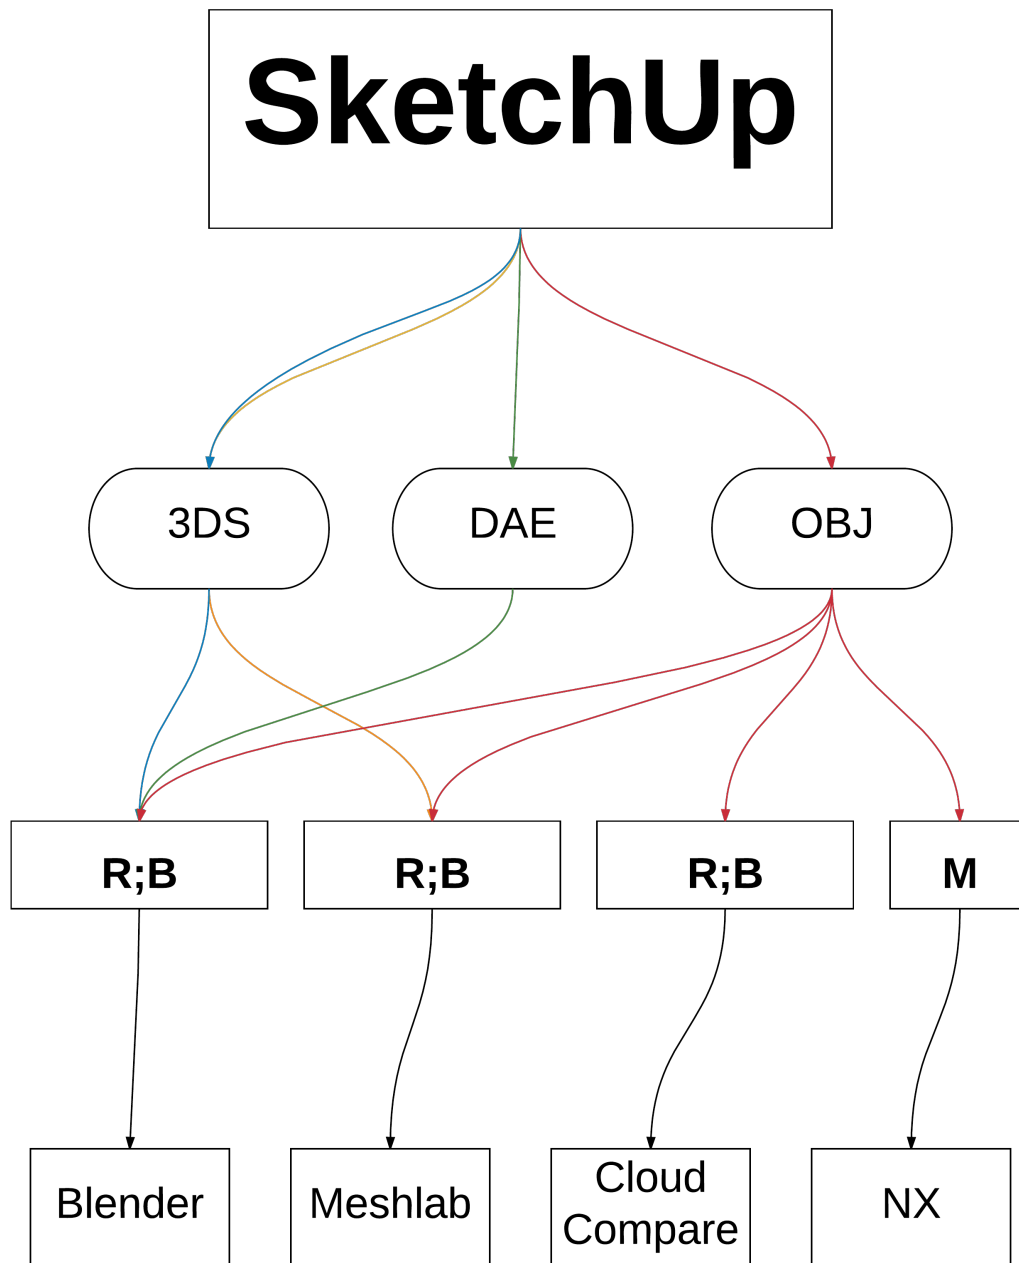 SketchUp
3DS
DAE
OBJ
R;B
R;B
R;B
M
Blender
Meshlab
Cloud
Compare
NX